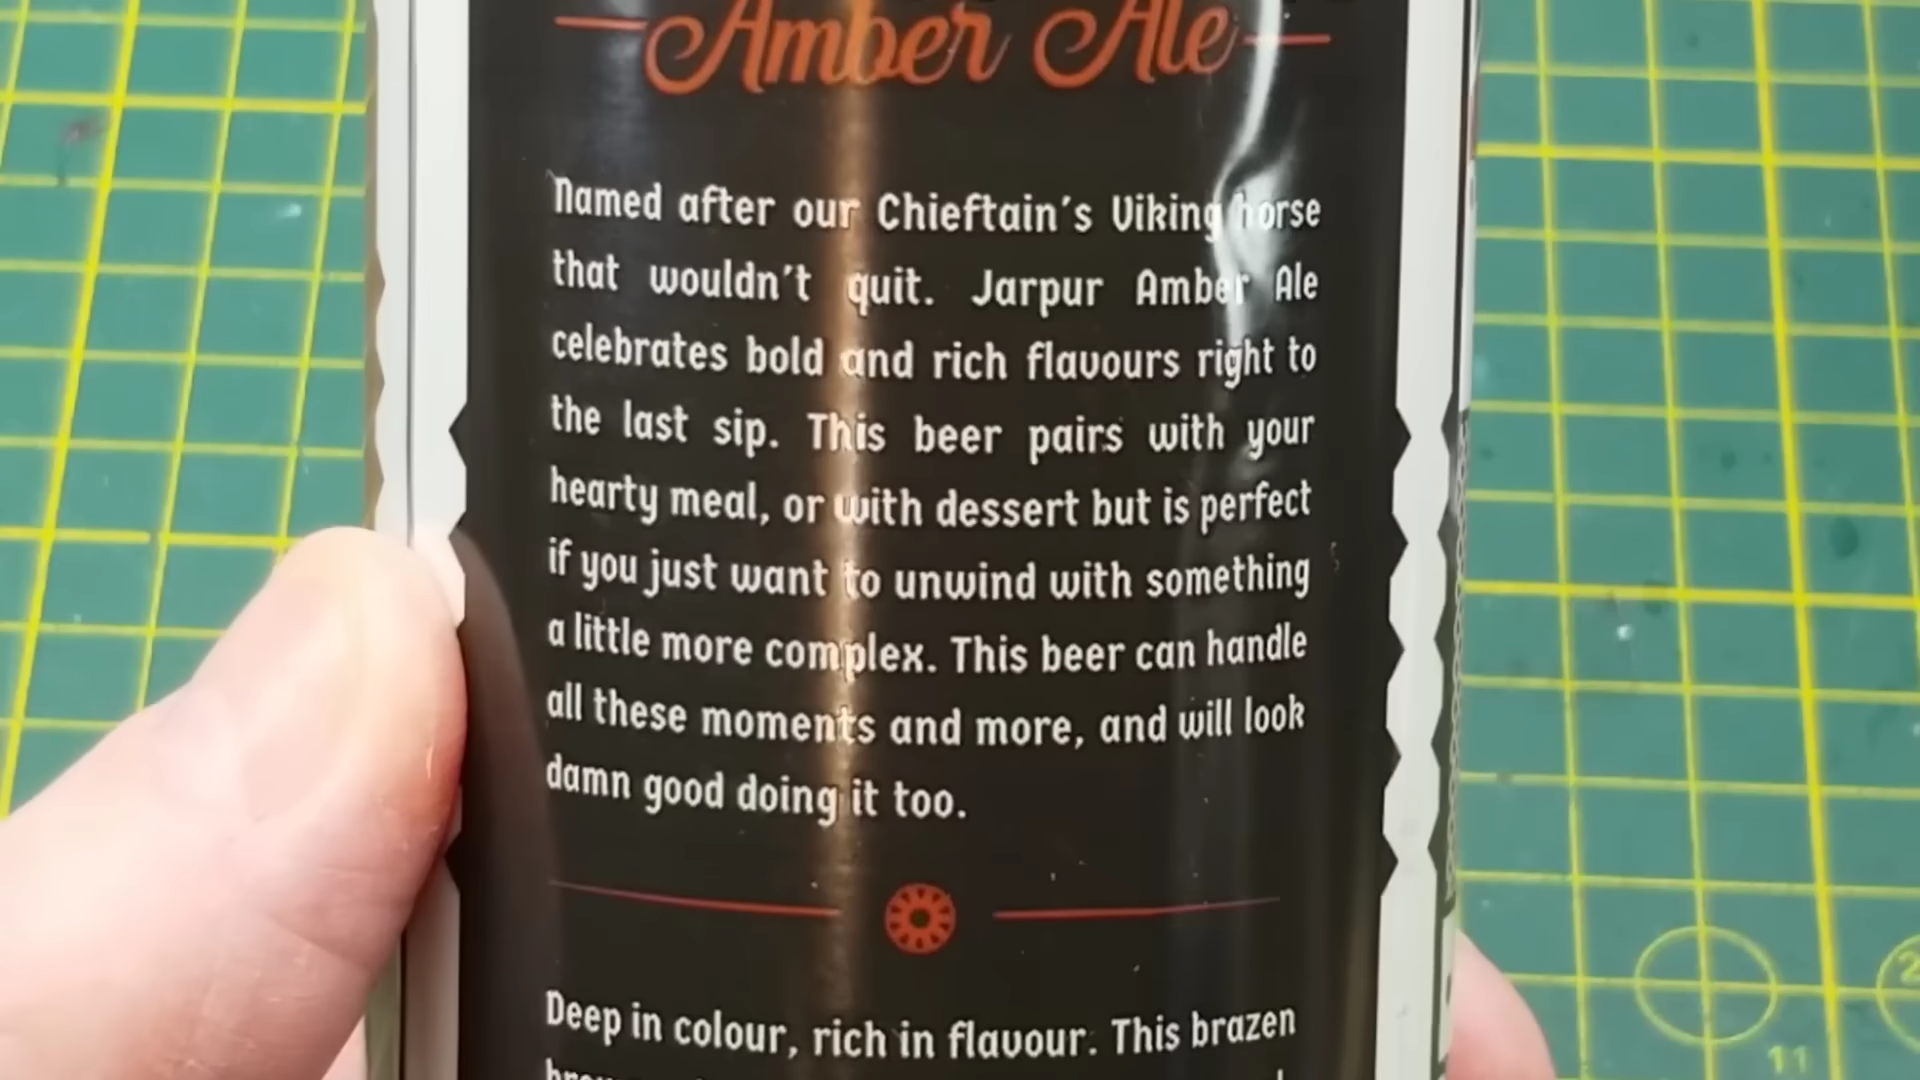 Amber Ale
Named after our Chieftain's Viking horse
that wouldn't quit. Jarpur Amber Ale
celebrates bold and rich flavours right to
the last sip. This beer pairs with your
hearty meal, or with dessert but is perfect
if you just want to unwind with something
a little more complex. This beer can handle
all these moments and more, and will look
damn good doing it too.
Deep in colour, rich in flavour. This brazen
11
2